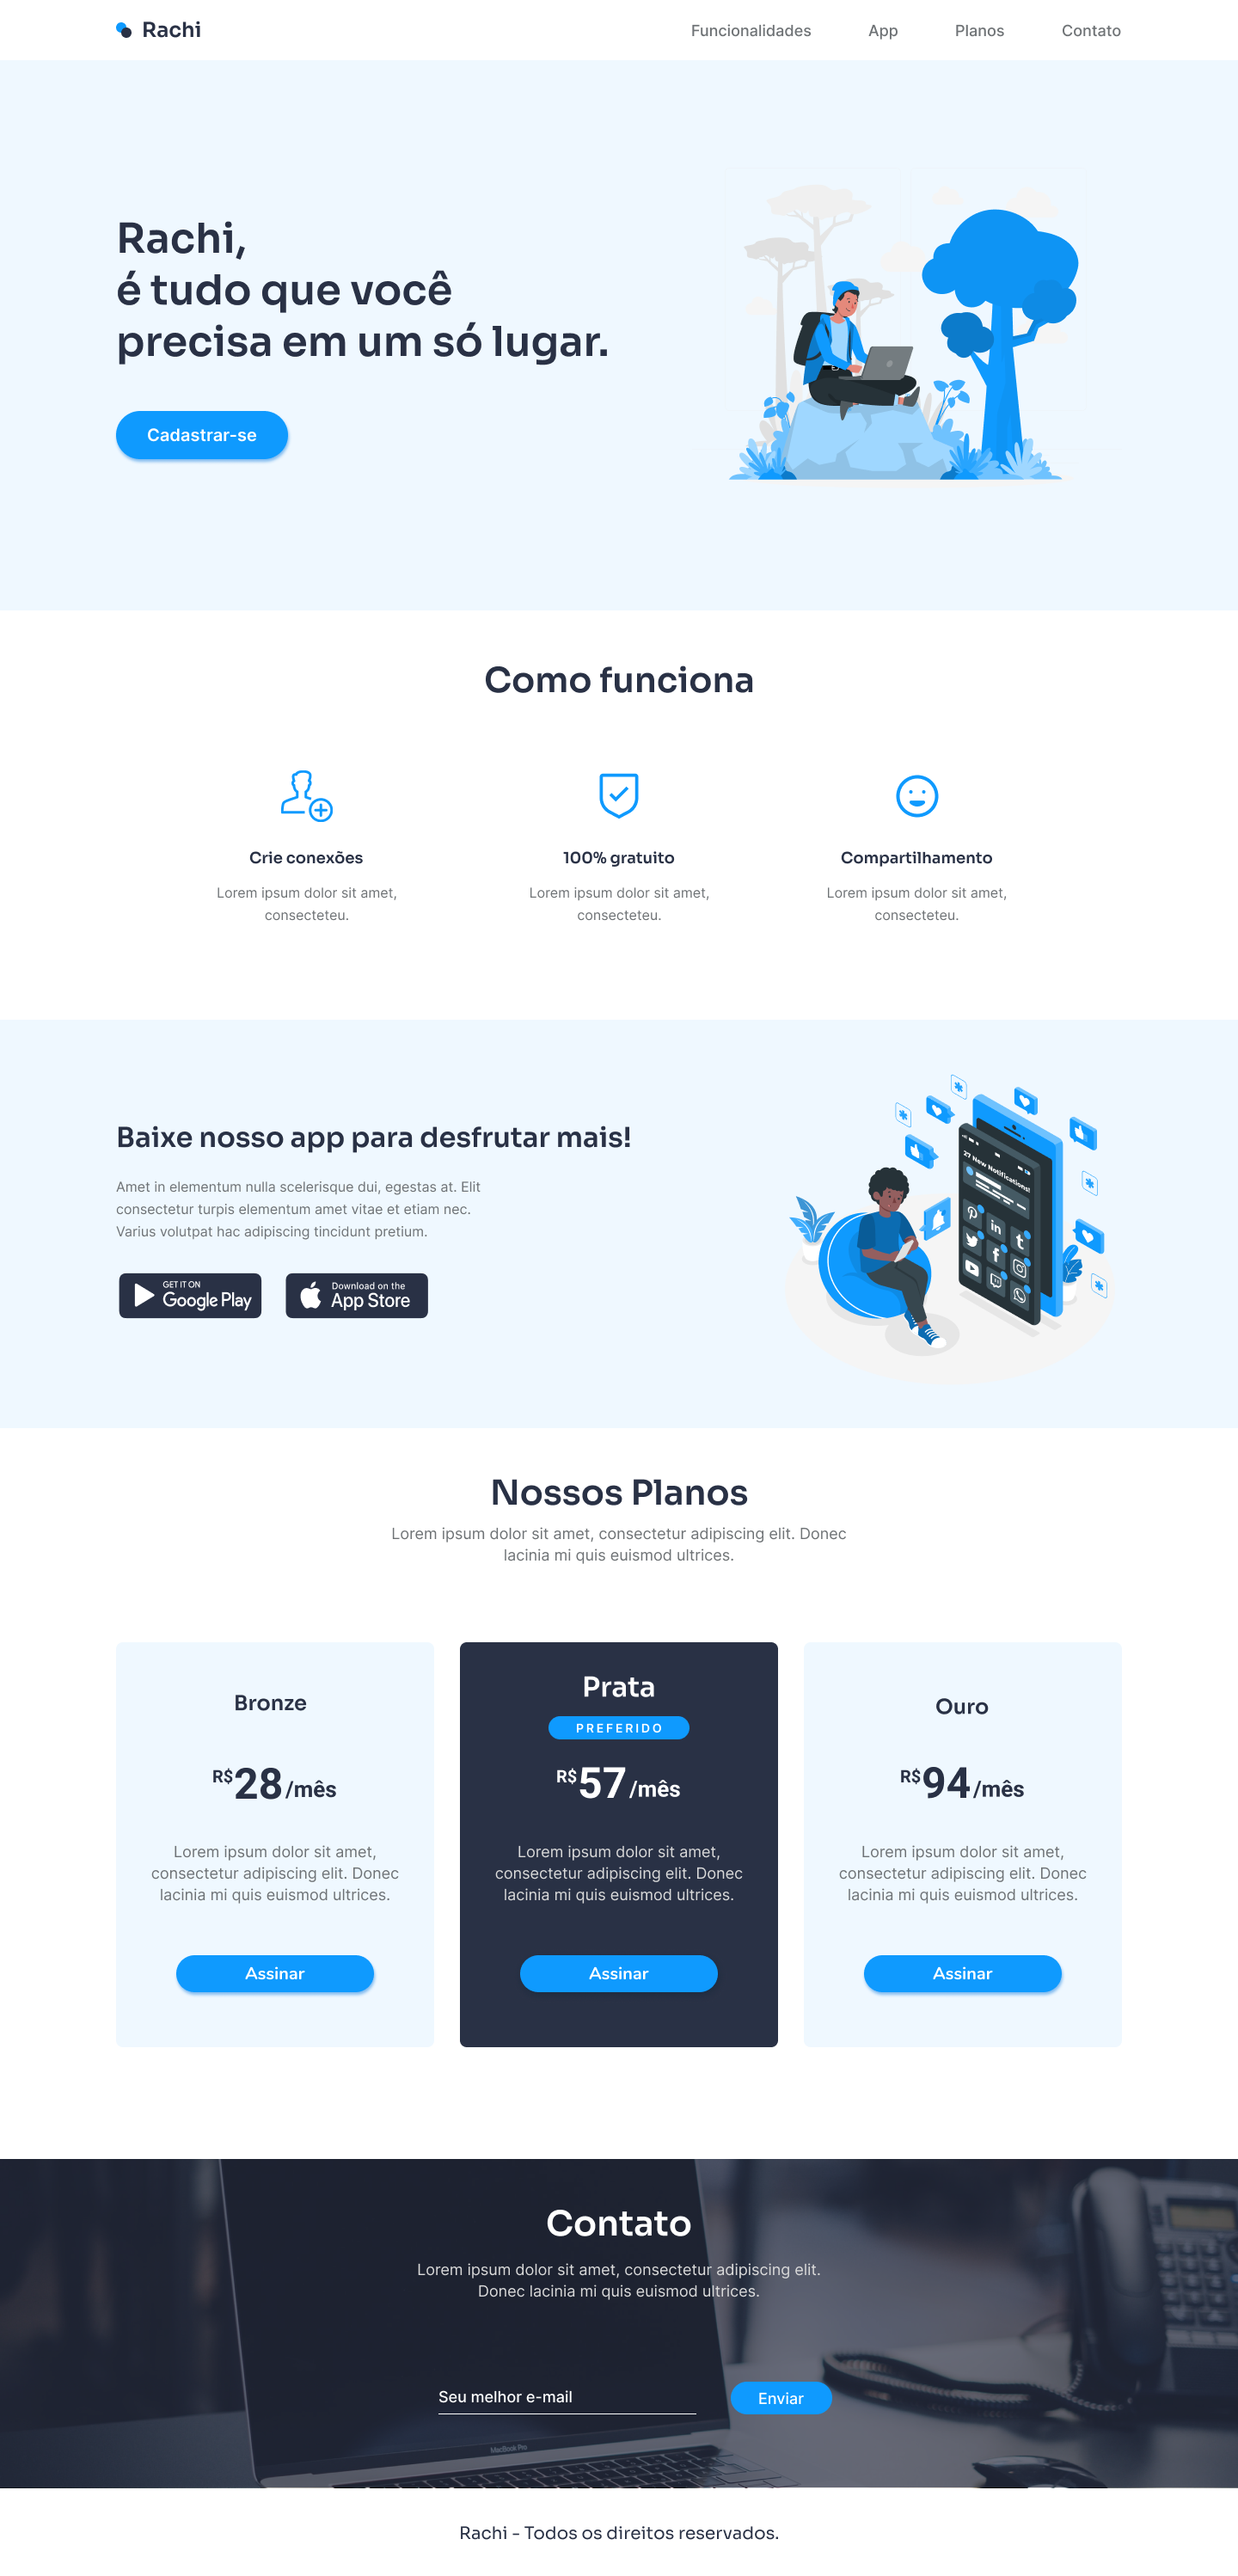 Rachi
Funcionalidades
App
Planos
Contato
Rachi,
é tudo que você
precisa em um só lugar.
Cadastrar-se
Como funciona
Crie conexões
Lorem ipsum dolor sit amet,
consecteteu.
100% gratuito
Lorem ipsum dolor sit amet,
consecteteu.
Compartilhamento
Lorem ipsum dolor sit amet,
consecteteu.
Baixe nosso app para desfrutar mais!
Amet in elementum nulla scelerisque dui, egestas at. Elit
consectetur turpis elementum amet vitae et etiam nec.
Varius volutpat hac adipiscing tincidunt pretium.
GET IT ON
Google Play
Download on the
App Store
27 New Notifications!
Nossos Planos
Lorem ipsum dolor sit amet, consectetur adipiscing elit. Donec
lacinia mi quis euismod ultrices.
Bronze
R$28/mês
Lorem ipsum dolor sit amet,
consectetur adipiscing elit. Donec
lacinia mi quis euismod ultrices.
Assinar
Prata
PREFERIDO
R$57/mês
Lorem ipsum dolor sit amet,
consectetur adipiscing elit. Donec
lacinia mi quis euismod ultrices.
Assinar
Ouro
R$94/mês
Lorem ipsum dolor sit amet,
consectetur adipiscing elit. Donec
lacinia mi quis euismod ultrices.
Assinar
Contato
Lorem ipsum dolor sit amet, consectetur adipiscing elit.
Donec lacinia mi quis euismod ultrices.
Seu melhor e-mail
Enviar
MacBook Pro
Rachi - Todos os direitos reservados.